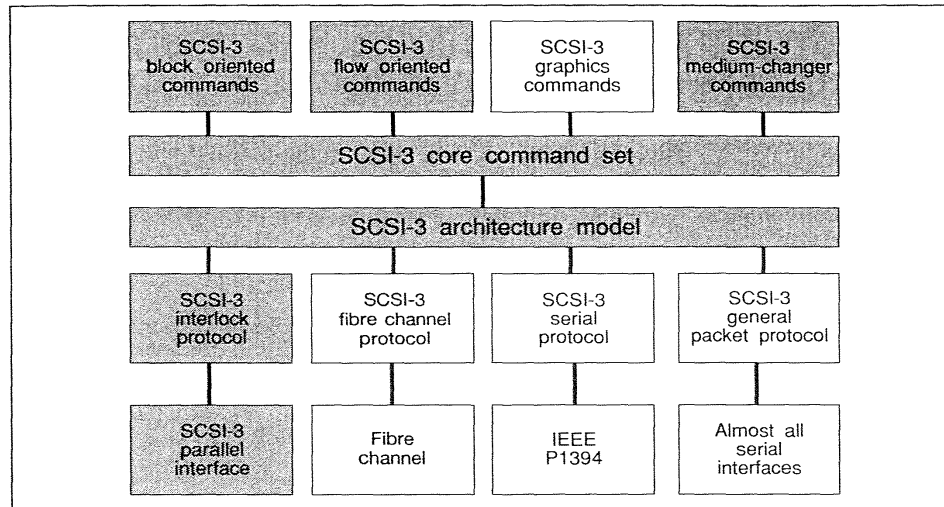 SCSI-3
block oriented
commands
SCSI-3
flow oriented
commands
SCSI-3
graphics
commands
SCSI-3
medium-changer
commands
SCSI-3 core command set
SCSI-3 architecture model
SCSI-3
interlock
protocol
SCSI-3
fibre channel
protocol
SCSI-3
serial
protocol
SCSI-3
general
packet protocol
SCSI-3
parallel
interface
Fibre
channel
IEEE
P1394
Almost all
serial
interfaces